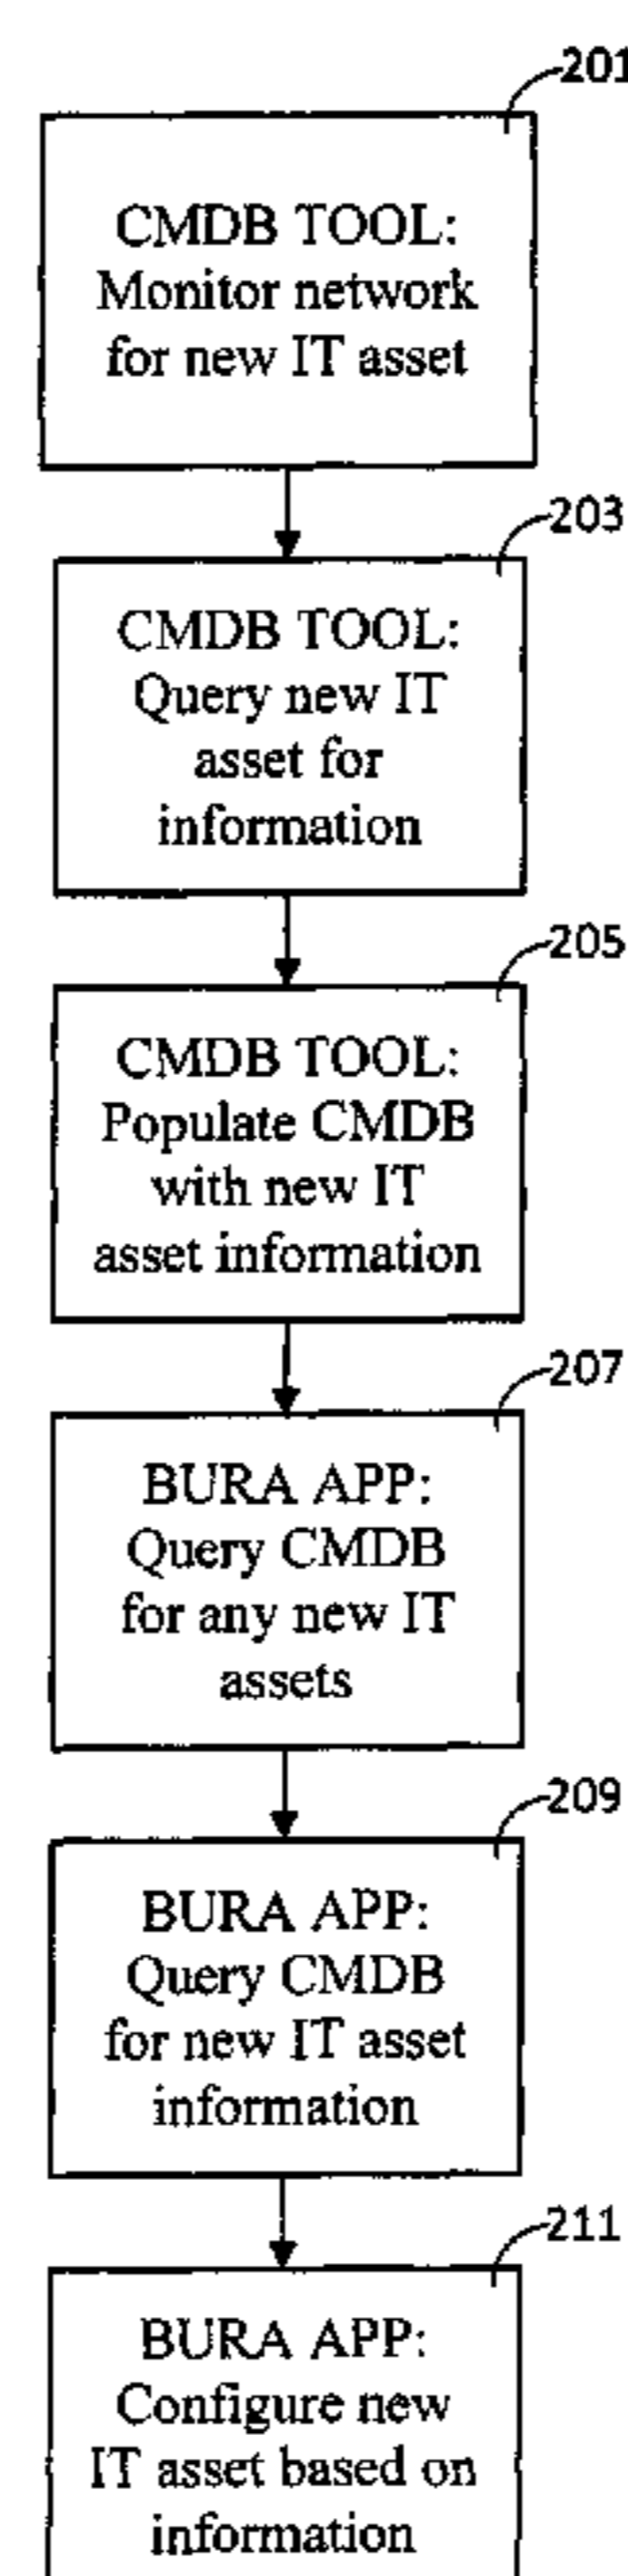 201
CMDB TOOL:
Monitor network
for new IT asset
203
CMDB TOOL:
Query new IT
asset for
information
205
CMDB TOOL:
Populate CMDB
with new IT
asset information
207
BURA APP:
Query CMDB
for any new IT
assets
209
BURA APP:
Query CMDB
for new IT asset
information
211
BURA APP:
Configure new
IT asset based on
information